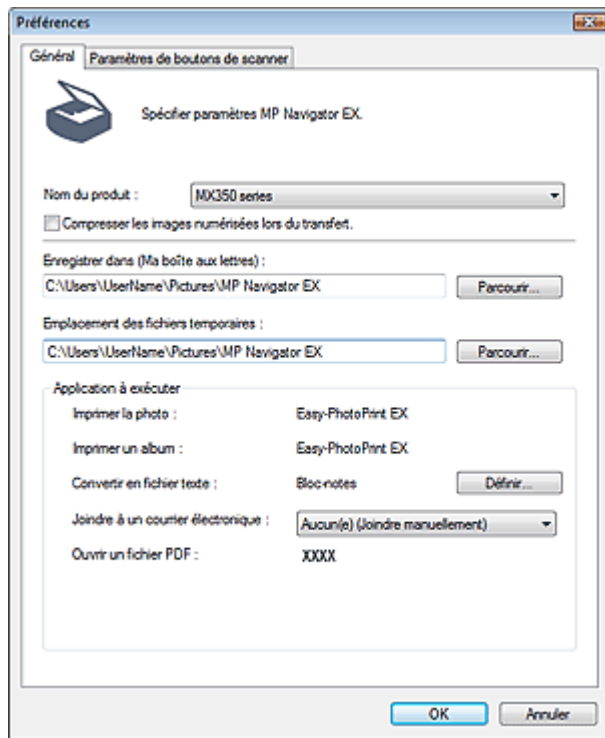 Préférences
Général Paramètres de boutons de scanner
Spécifier paramètres MP Navigator EX.
Nom du produit : MX350 series
Compresser les images numérisées lors du transfert.
Enregistrer dans (Ma boîte aux lettres) :
C:\Users\UserName\Pictures\MP Navigator EX Parcourir...
Emplacement des fichiers temporaires :
C:\Users\UserName\Pictures\MP Navigator EX Parcourir...
Application à exécuter
Imprimer la photo : Easy-PhotoPrint EX
Imprimer un album : Easy-PhotoPrint EX
Convertir en fichier texte : Bloc-notes Définir...
Joindre à un courrier électronique : Aucun(e) (Joindre manuellement)
Ouvrir un fichier PDF : XXXX
OK Annuler